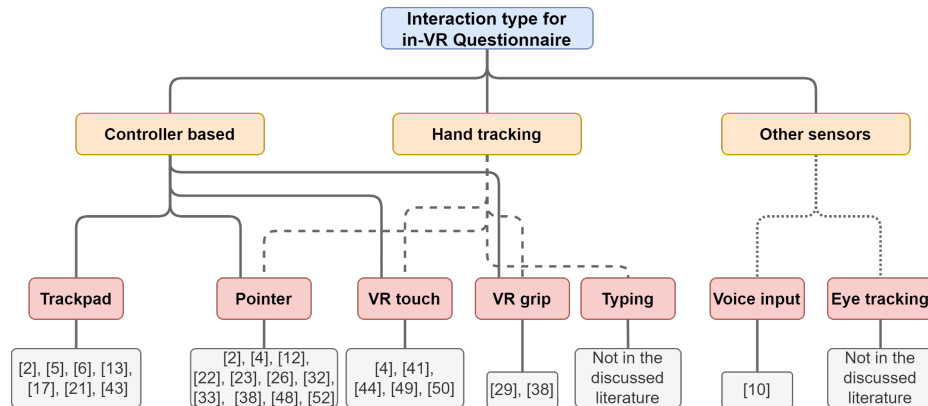 Interaction type for
in-VR Questionnaire
Controller based
Hand tracking
Other sensors
Trackpad
Pointer
VR touch
VR grip
Typing
Voice input
Eye tracking
[2], [5], [6], [13],
[17], [21], [43]
[2], [4], [12],
[22], [23], [26], [32],
[33], [38], [48], [52]
[4], [41],
[44], [49], [50]
[29], [38]
Not in the
discussed
literature
[10]
Not in the
discussed
literature